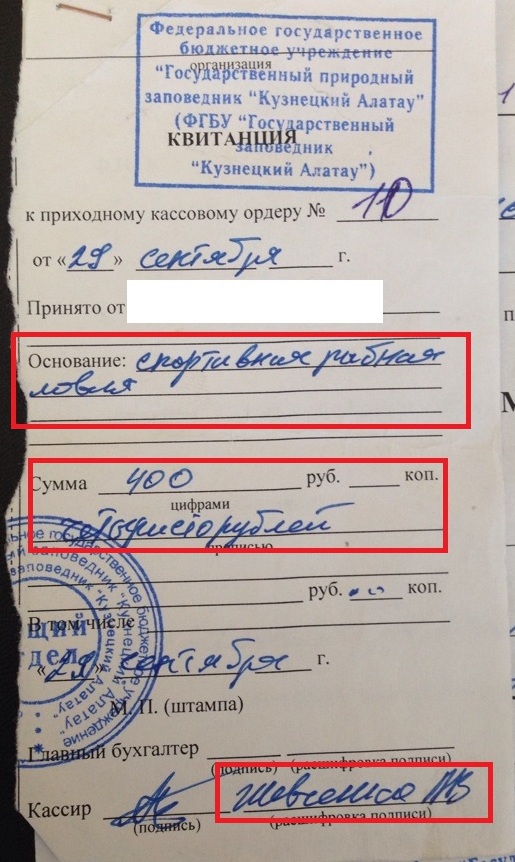 Федеральное государственное
бюджетное учреждение
организация
"Государственный природный
заповедник "Кузнецкий Алатау"
(ФГБУ "Государственный
КВИТАНЦИЯ
заповедник
"Кузнецкий Алатау")
к приходному кассовому ордеру № 110
от «29» сентября г.
Принято от
Основание: спортивная рыбная
ловля
Сумма 400 руб. коп.
цифрами
Четыреста рублей
прописью
руб. коп.
В том числе
«29» сентября г.
М. П. (штампа)
Главный бухгалтер
(подпись) (расшифровка подписи)
Кассир
(подпись) (расшифровка подписи)